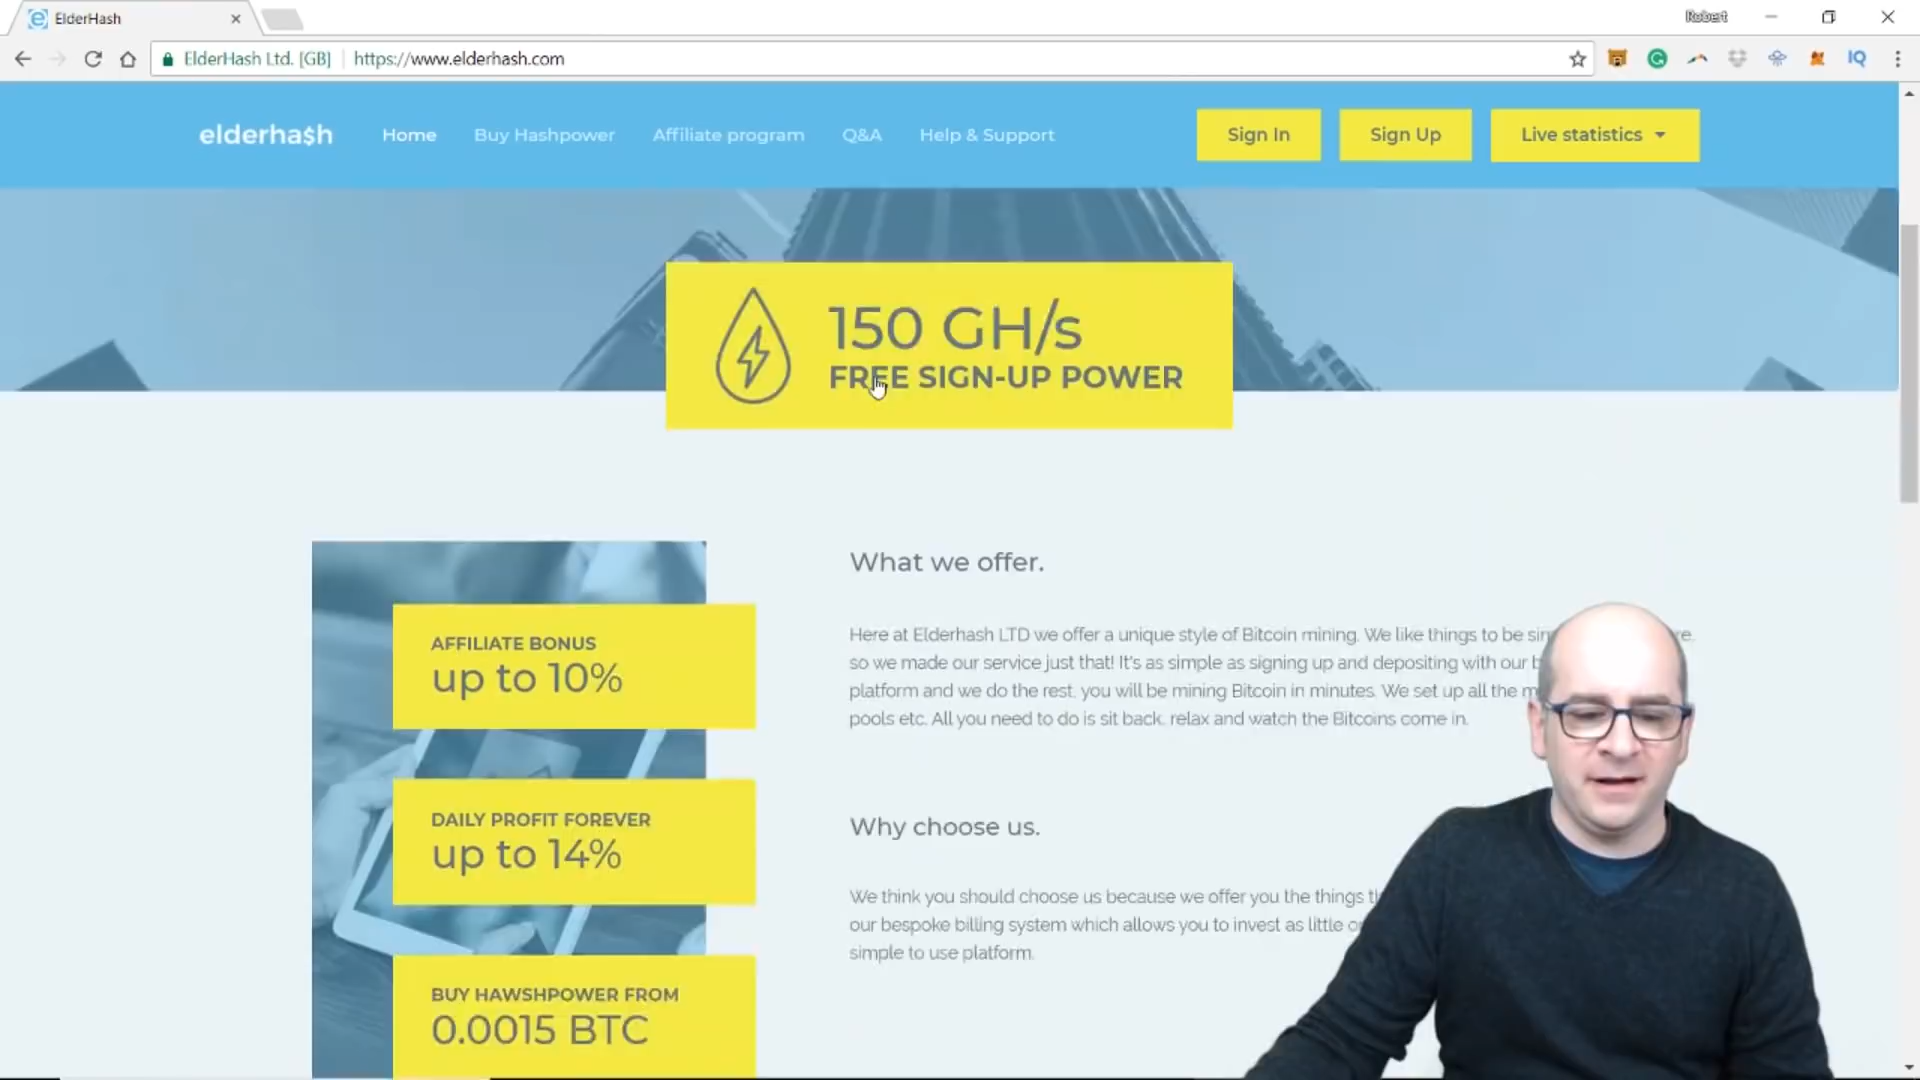 ElderHash
Robert
ElderHash Ltd. [GB]
https://www.elderhash.com
IQ
elderha$h
Home
Buy Hashpower
Affiliate program
Q&A
Help & Support
Sign In
Sign Up
Live statistics
150 GH/s
FREE SIGN-UP POWER
AFFILIATE BONUS
up to 10%
DAILY PROFIT FOREVER
up to 14%
BUY HAWSHPOWER FROM
0.0015 BTC
What we offer.
Here at Elderhash LTD we offer a unique style of Bitcoin mining. We like things to be
so we made our service just that! It's as simple as signing up and depositing with our
platform and we do the rest, you will be mining Bitcoin in minutes. We set up all the
pools etc. All you need to do is sit back, relax and watch the Bitcoins come in.
Why choose us.
We think you should choose us because we offer you the things
our bespoke billing system which allows you to invest as little
simple to use platform.